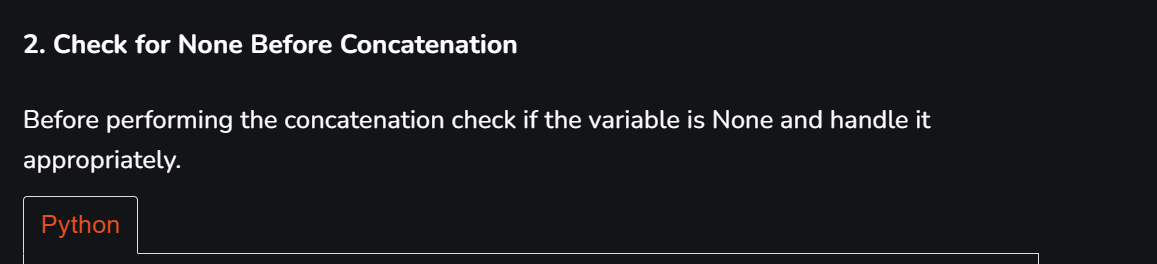 2. Check for None Before Concatenation
Before performing the concatenation check if the variable is None and handle it
appropriately.
Python